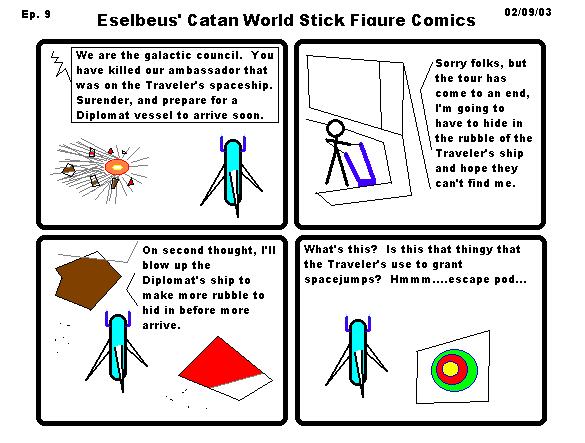 Ep. 9
Eselbeus' Catan World Stick Figure Comics
02/09/03
We are the galactic council. You
have killed our ambassador that
was on the Traveler's spaceship.
Surender, and prepare for a
Diplomat vessel to arrive soon.
Sorry folks, but
the tour has
come to an end,
I'm going to
have to hide in
the rubble of the
Traveler's ship
and hope they
can't find me.
On second thought, I'll
blow up the
Diplomat's ship to
make more rubble to
hid in before more
arrive.
What's this? Is this that thingy that
the Traveler's use to grant
spacejumps? Hmmm....escape pod...